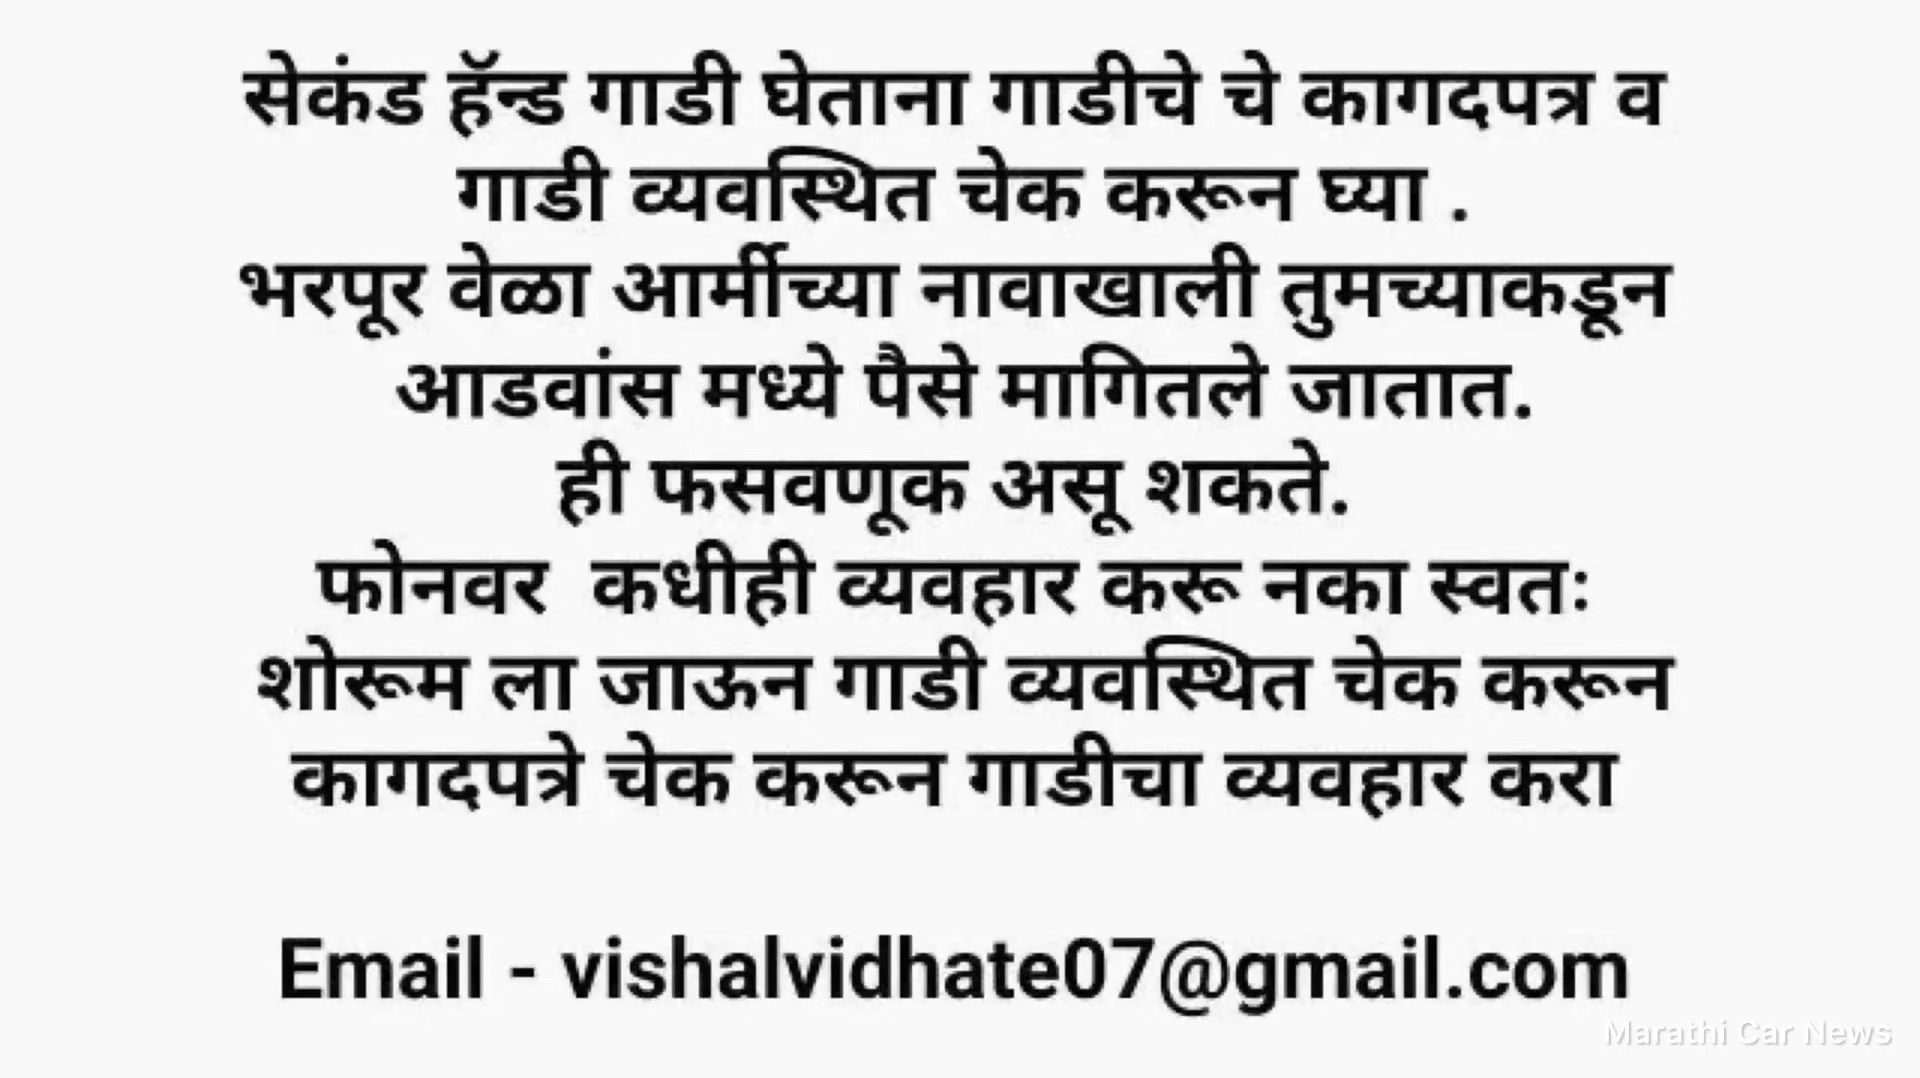 सेकंड हॅन्ड गाडी घेताना गाडीचे चे कागदपत्र व
गाडी व्यवस्थित चेक करून घ्या .
भरपूर वेळा आर्मीच्या नावाखाली तुमच्याकडून
आडवांस मध्ये पैसे मागितले जातात.
ही फसवणूक असू शकते.
फोनवर कधीही व्यवहार करू नका स्वतः
शोरूम ला जाऊन गाडी व्यवस्थित चेक करून
कागदपत्रे चेक करून गाडीचा व्यवहार करा
Email - vishalvidhate07@gmail.com
Marathi Car News